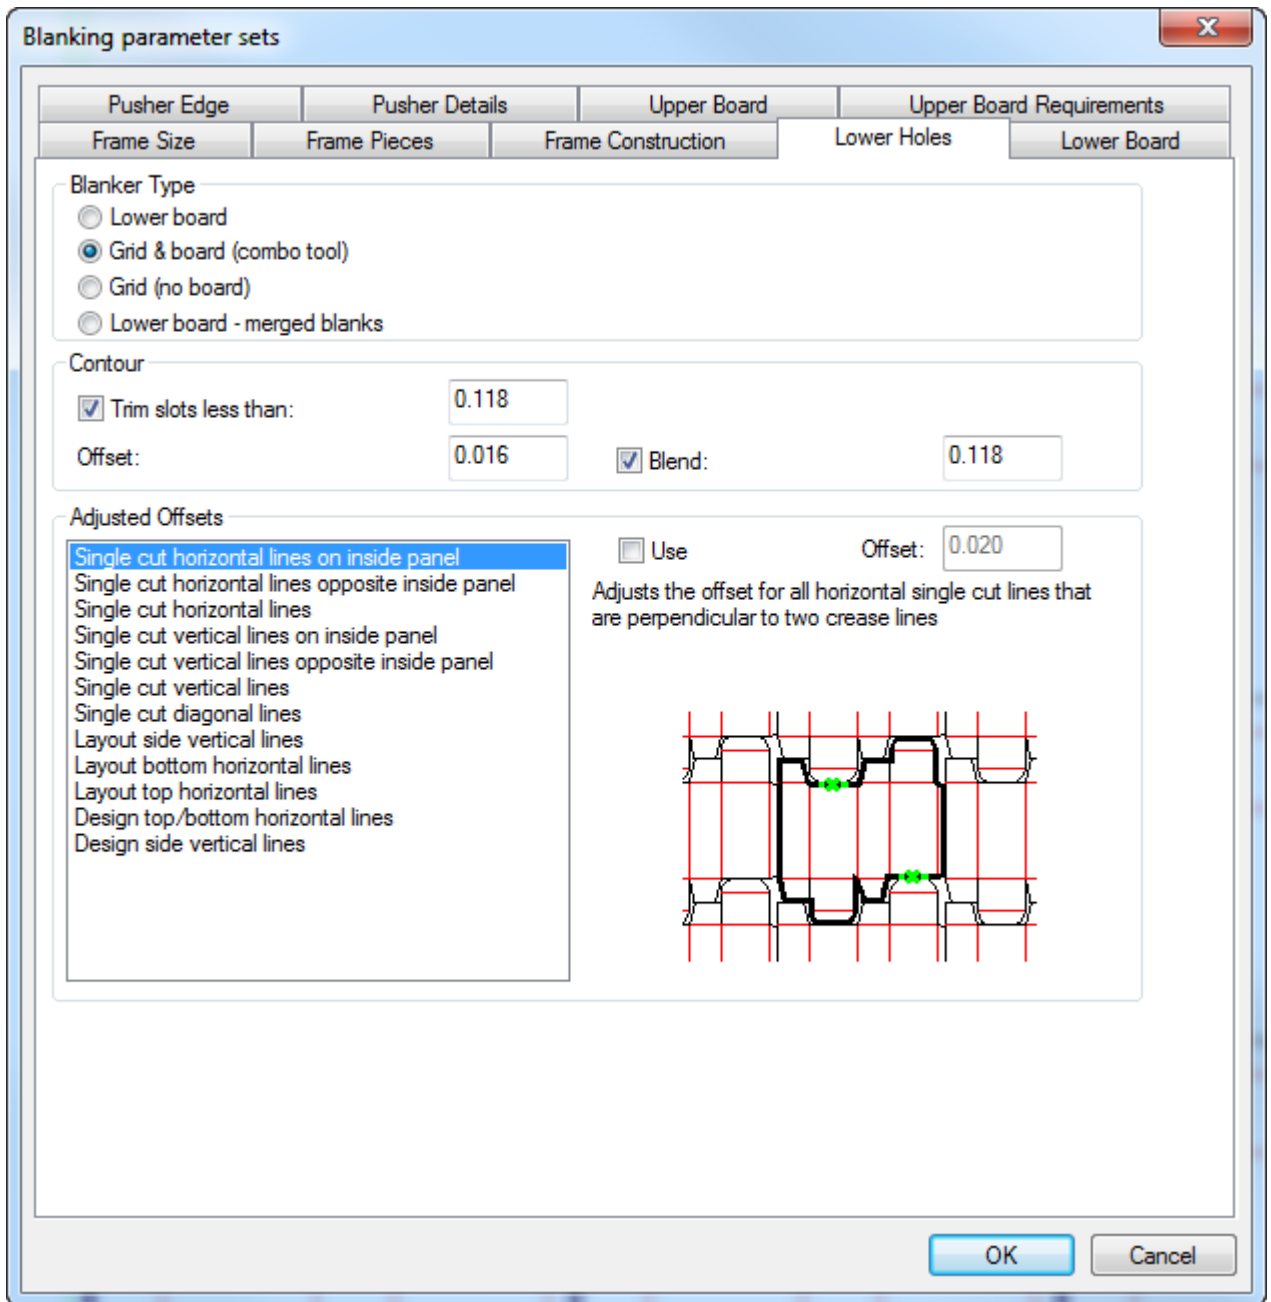 Blanking parameter sets
Pusher Edge
Pusher Details
Upper Board
Upper Board Requirements
Frame Size
Frame Pieces
Frame Construction
Lower Holes
Lower Board
Blanker Type
Lower board
Grid & board (combo tool)
Grid (no board)
Lower board - merged blanks
Contour
Trim slots less than:
0.118
Offset:
0.016
Blend:
0.118
Adjusted Offsets
Single cut horizontal lines on inside panel
Single cut horizontal lines opposite inside panel
Single cut horizontal lines
Single cut vertical lines on inside panel
Single cut vertical lines opposite inside panel
Single cut vertical lines
Single cut diagonal lines
Layout side vertical lines
Layout bottom horizontal lines
Layout top horizontal lines
Design top/bottom horizontal lines
Design side vertical lines
Use
Offset:
0.020
Adjusts the offset for all horizontal single cut lines that
are perpendicular to two crease lines
OK
Cancel